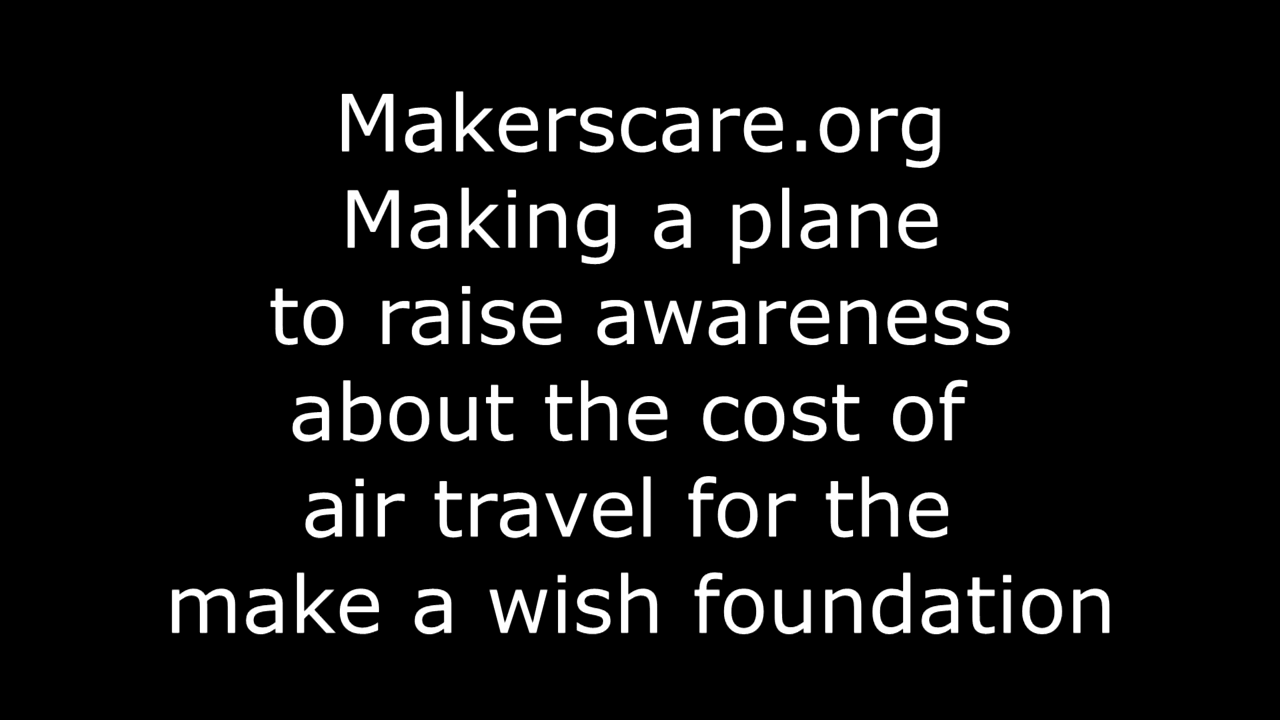 Makerscare.org
Making a plane
to raise awareness
about the cost of
air travel for the
make a wish foundation